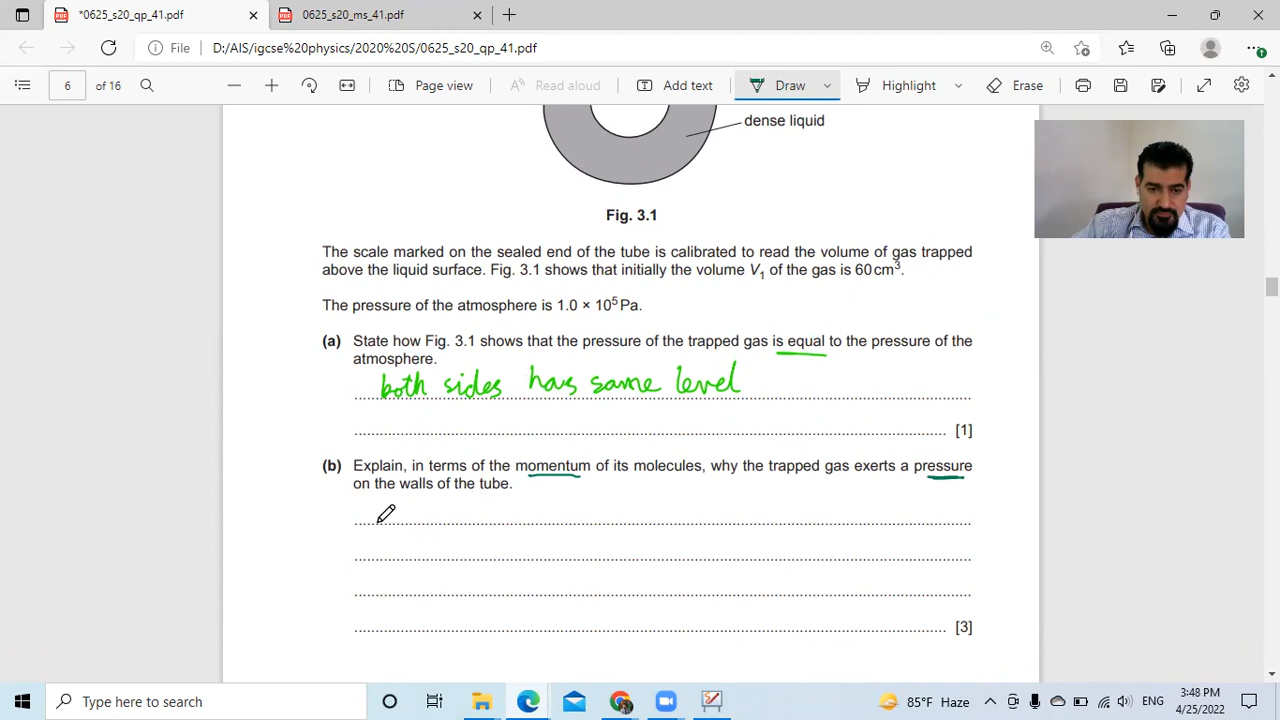 *0625_s20_qp_41.pdf
0625_s20_ms_41.pdf
File D:/AIS/igcse%20physics/2020%20S/0625_s20_qp_41.pdf
6 of 16 Page view Read aloud Add text Draw Highlight Erase
dense liquid
Fig. 3.1
The scale marked on the sealed end of the tube is calibrated to read the volume of gas trapped
above the liquid surface. Fig. 3.1 shows that initially the volume V₁ of the gas is 60 cm³.
The pressure of the atmosphere is 1.0 × 10⁵ Pa.
(a) State how Fig. 3.1 shows that the pressure of the trapped gas is equal to the pressure of the
atmosphere.
both sides has same level
[1]
(b) Explain, in terms of the momentum of its molecules, why the trapped gas exerts a pressure
on the walls of the tube.
[3]
Type here to search
85°F Haze
3:48 PM
4/25/2022